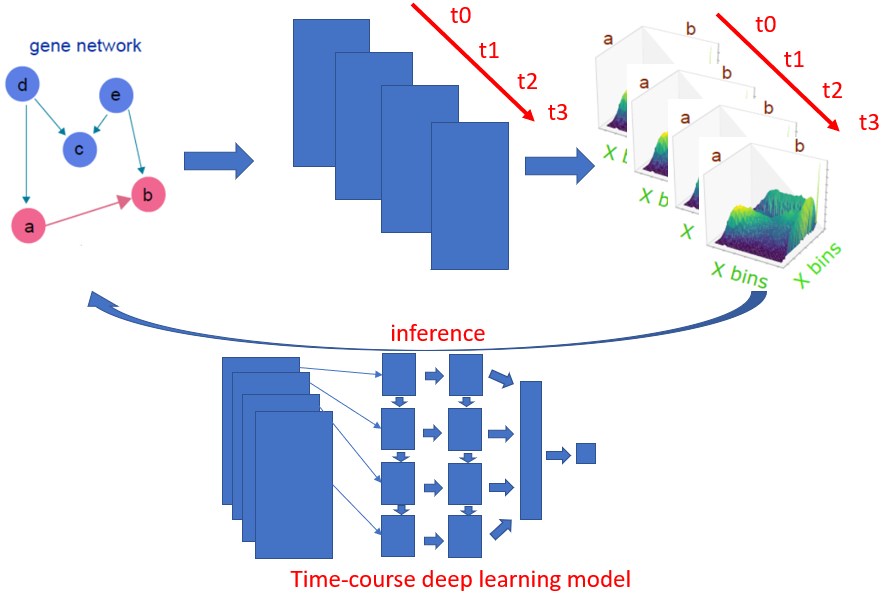 gene network
d
e
c
b
a
t0
t1
t2
t3
a
b
a
b
a
b
a
b
X b
X b
X
X bins
X bins
t0
t1
t2
t3
inference
Time-course deep learning model